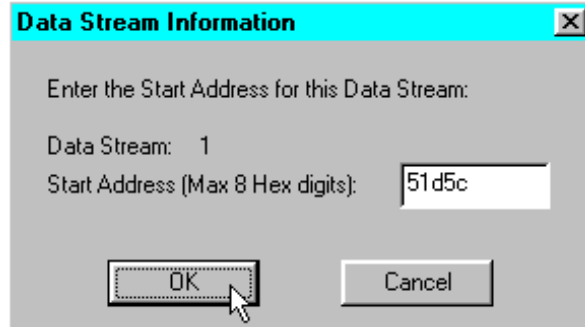 Data Stream Information
Enter the Start Address for this Data Stream:
Data Stream: 1
Start Address (Max 8 Hex digits): 51d5c
OK Cancel